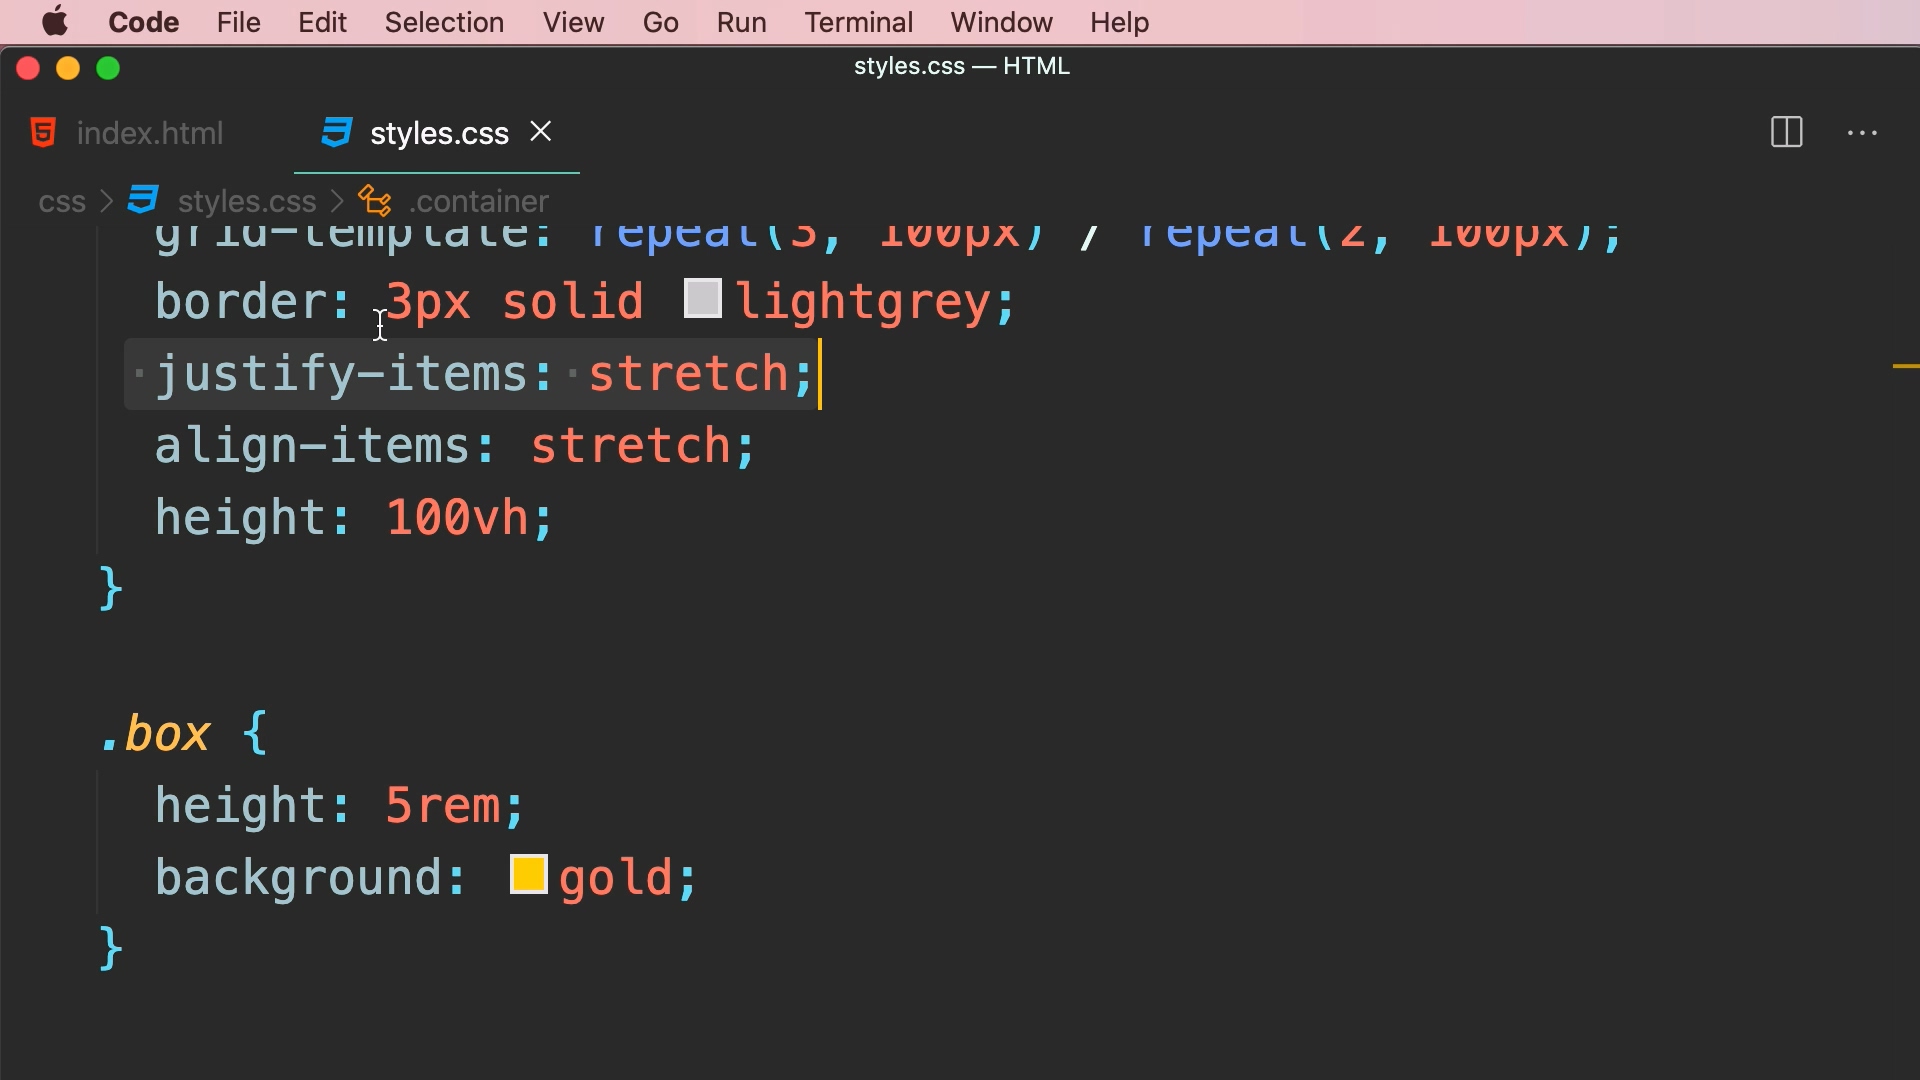 Code File Edit Selection View Go Run Terminal Window Help
styles.css — HTML
index.html styles.css
css > styles.css > .container
grid-template: repeat(3, 100px) / repeat(2, 100px);
border: 3px solid lightgrey;
justify-items: stretch;
align-items: stretch;
height: 100vh;
}
.box {
height: 5rem;
background: gold;
}